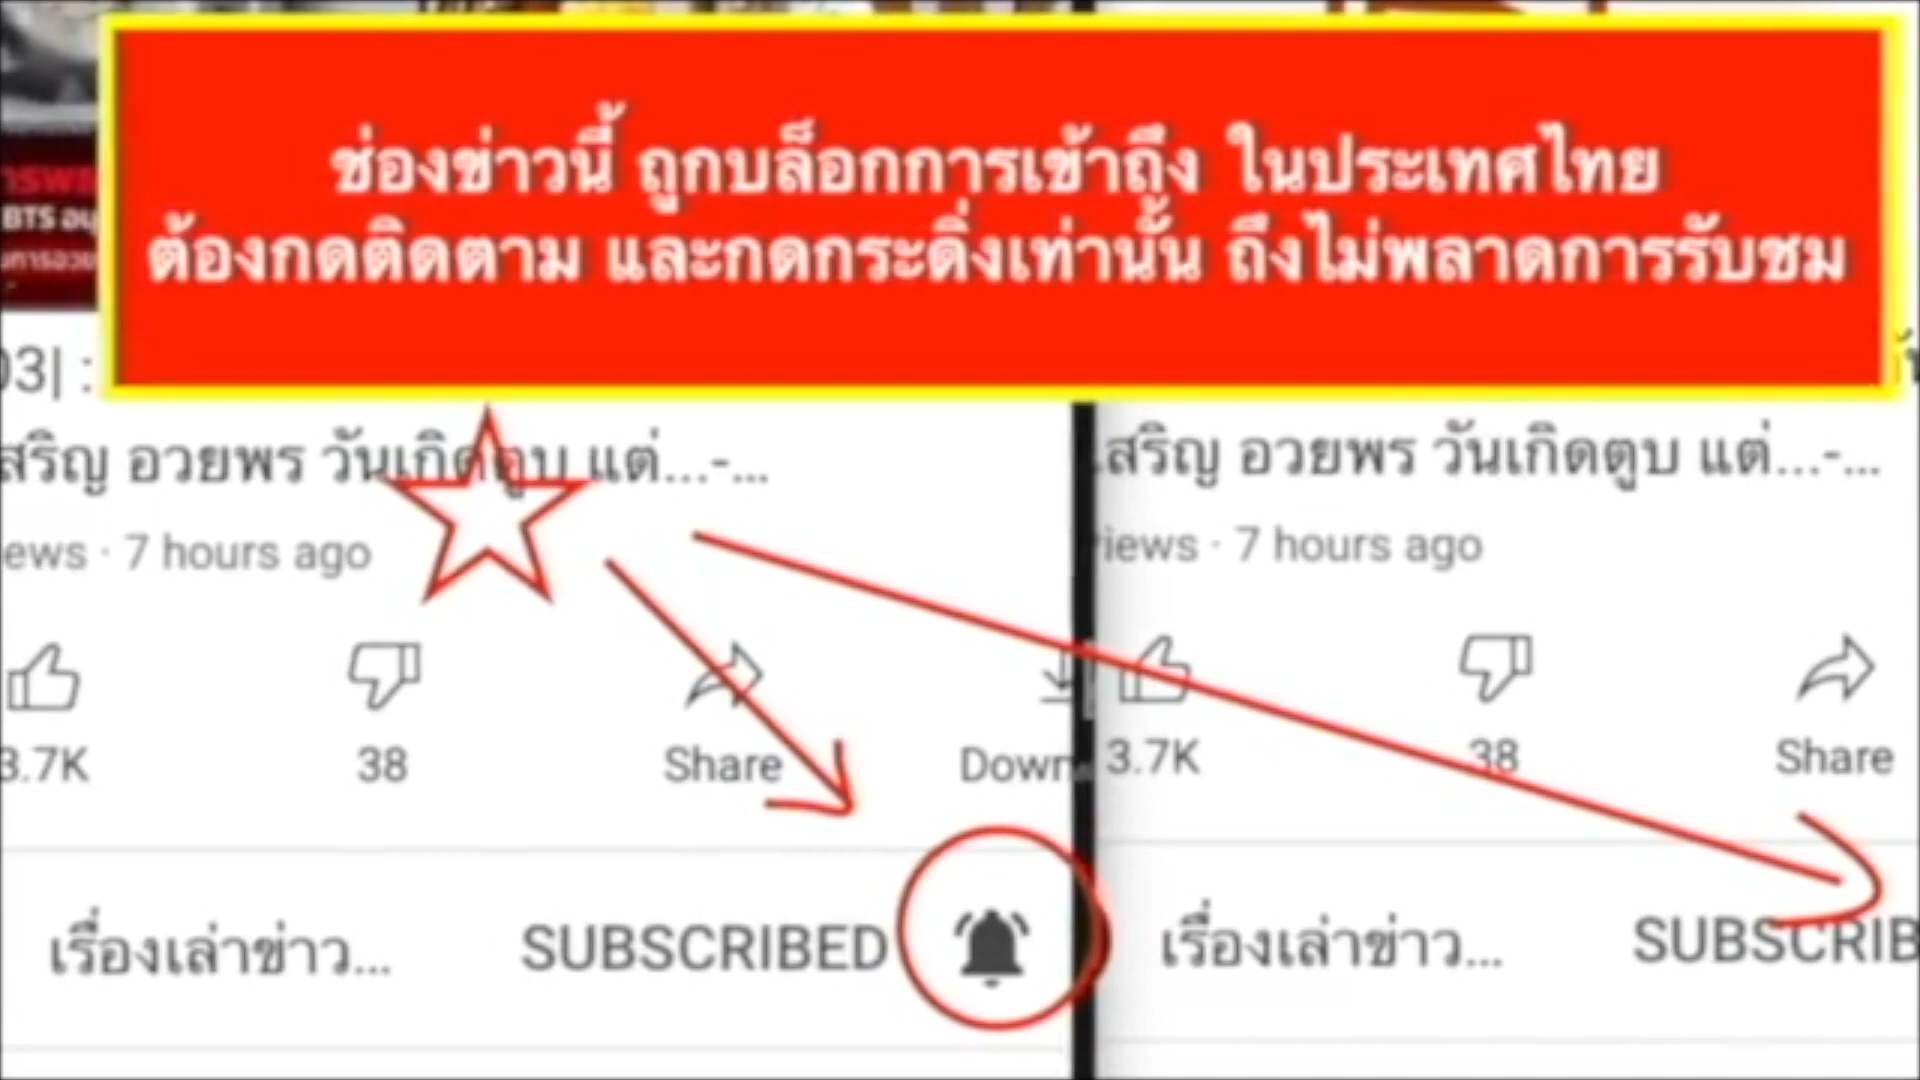 ช่องข่าวนี้ ถูกบล็อกการเข้าถึง ในประเทศไทย
ต้องกดติดตาม และกดกระดิ่งเท่านั้น ถึงไม่พลาดการรับชม
BTS
03| :
สริญ อวยพร วันเกิดตูบ แต่...-...
ews · 7 hours ago
3.7K
38
Share
Down
เรื่องเล่าข่าว...
SUBSCRIBED
สริญ อวยพร วันเกิดตูบ แต่...-...
iews · 7 hours ago
3.7K
38
Share
เรื่องเล่าข่าว...
SUBSCRIB